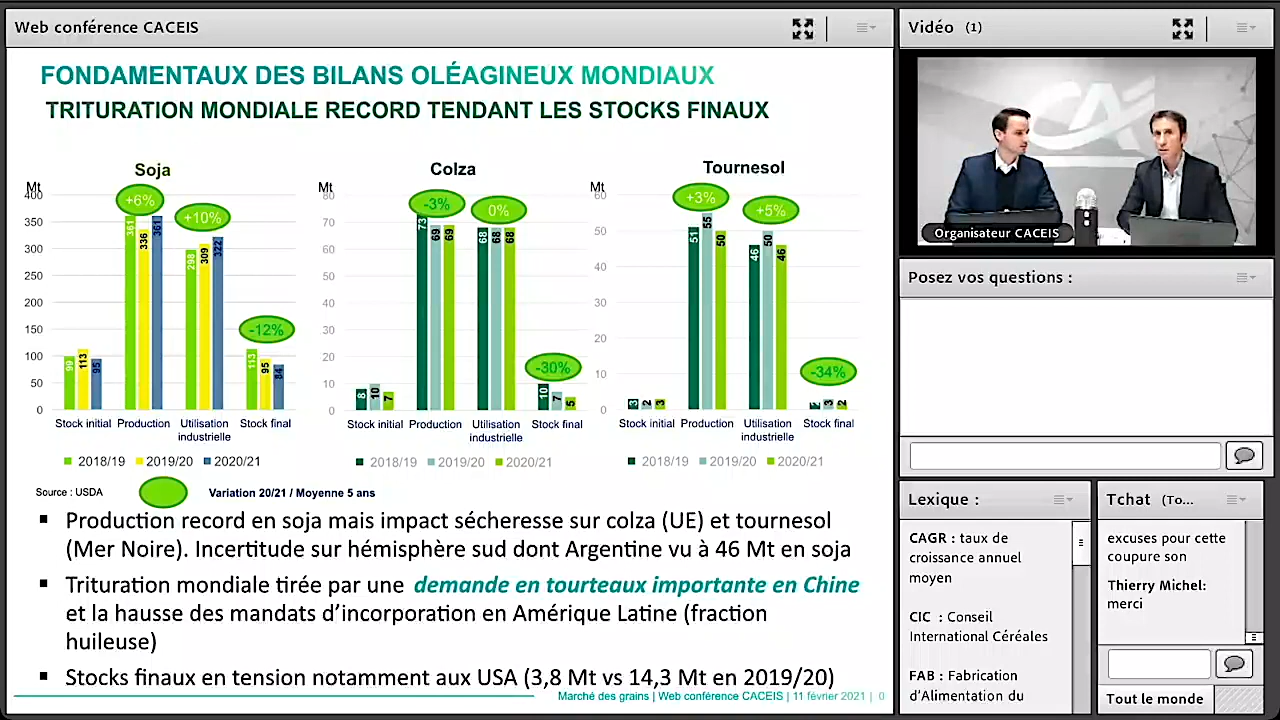 Web conférence CACEIS
FONDAMENTAUX DES BILANS OLÉAGINEUX MONDIAUX
TRITURATION MONDIALE RECORD TENDANT LES STOCKS FINAUX
Soja
Mt
400
350
300
250
200
150
100
50
0
+6%
+10%
-12%
99
113
95
361
336
361
298
309
322
113
95
84
Stock initial
Production
Utilisation
industrielle
Stock final
2018/19
2019/20
2020/21
Colza
Mt
80
70
60
50
40
30
20
10
0
-3%
0%
-30%
8
10
7
73
69
69
68
68
68
10
7
5
Stock initial
Production
Utilisation
industrielle
Stock final
2018/19
2019/20
2020/21
Tournesol
Mt
60
50
40
30
20
10
0
+3%
+5%
-34%
3
2
3
51
55
50
46
50
46
2
3
2
Stock initial
Production
Utilisation
industrielle
Stock final
2018/19
2019/20
2020/21
Source : USDA
Variation 20/21 / Moyenne 5 ans
Production record en soja mais impact sécheresse sur colza (UE) et tournesol
(Mer Noire). Incertitude sur hémisphère sud dont Argentine vu à 46 Mt en soja
Trituration mondiale tirée par une demande en tourteaux importante en Chine
et la hausse des mandats d'incorporation en Amérique Latine (fraction
huileuse)
Stocks finaux en tension notamment aux USA (3,8 Mt vs 14,3 Mt en 2019/20)
Marché des grains | Web conférence CACEIS | 11 février 2021 | 0
Vidéo (1)
CA
Organisateur CACEIS
Posez vos questions :
Lexique :
CAGR : taux de
croissance annuel
moyen
CIC : Conseil
International Céréales
FAB : Fabrication
d'Alimentation du
Tchat (To...
excuses pour cette
coupure son
Thierry Michel:
merci
Tout le monde